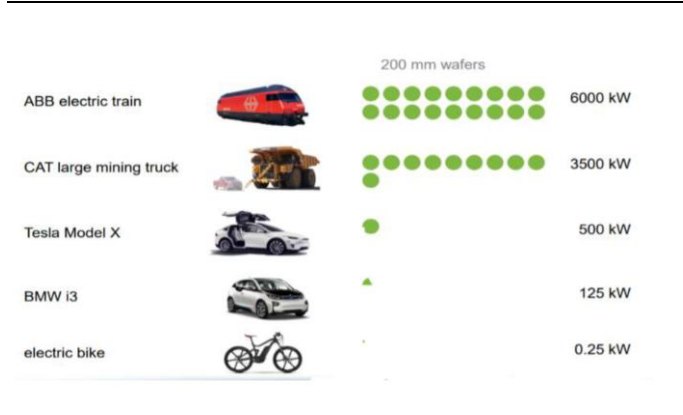 200 mm wafers
ABB electric train 6000 kW
CAT large mining truck 3500 kW
Tesla Model X 500 kW
BMW i3 125 kW
electric bike 0.25 kW